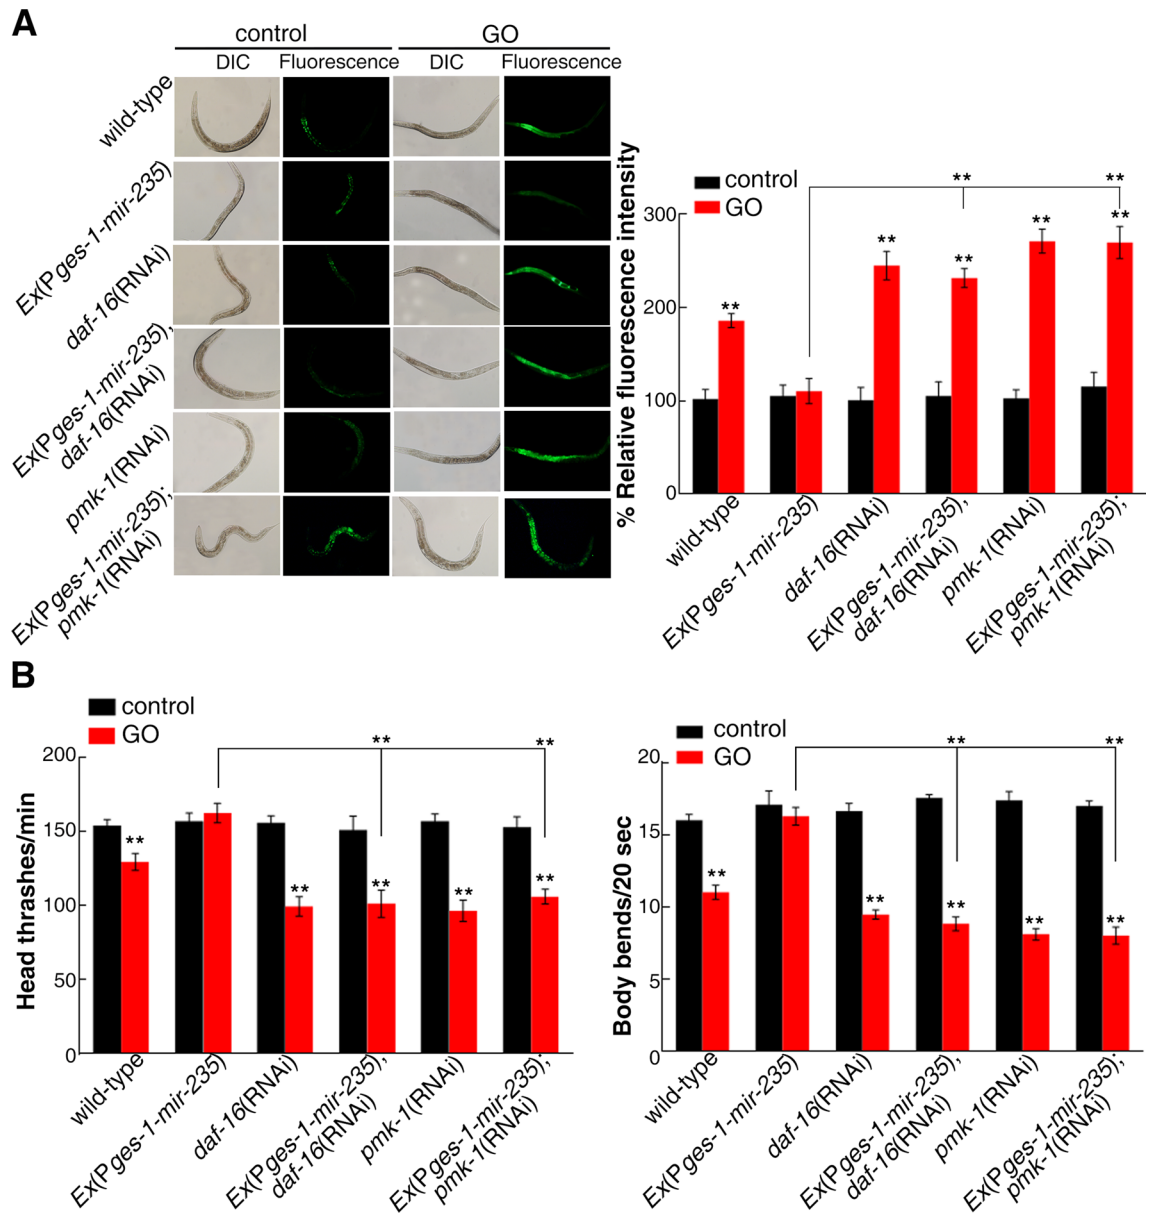 A
control
GO
DIC
Fluorescence
DIC
Fluorescence
wild-type
Ex(Pges-1-mir-235)
daf-16(RNAi)
Ex(Pges-1-mir-235),
daf-16(RNAi)
pmk-1(RNAi)
Ex(Pges-1-mir-235);
pmk-1(RNAi)
% Relative fluorescence intensity
control
GO
**
**
300
200
100
0
**
**
**
**
**
wild-type
Ex(Pges-1-mir-235)
daf-16(RNAi)
Ex(Pges-1-mir-235),
daf-16(RNAi)
pmk-1(RNAi)
Ex(Pges-1-mir-235);
pmk-1(RNAi)
B
control
GO
**
**
Head thrashes/min
200
150
100
50
0
**
**
**
**
**
wild-type
Ex(Pges-1-mir-235)
daf-16(RNAi)
Ex(Pges-1-mir-235),
daf-16(RNAi)
pmk-1(RNAi)
Ex(Pges-1-mir-235);
pmk-1(RNAi)
control
GO
**
**
Body bends/20 sec
20
15
10
5
0
**
**
**
**
**
wild-type
Ex(Pges-1-mir-235)
daf-16(RNAi)
Ex(Pges-1-mir-235),
daf-16(RNAi)
pmk-1(RNAi)
Ex(Pges-1-mir-235);
pmk-1(RNAi)